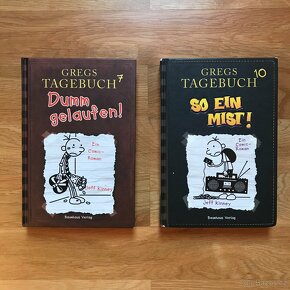 GREGS
TAGEBUCH 7
Dumm
gelaufen!
Ein
Comic-
Roman
Jeff Kinney
Baumhaus Verlag
GREGS 10
TAGEBUCH
SO EIN
MIST!
Ein
Comic-
Roman
Jeff Kinney
Baumhaus Verlag